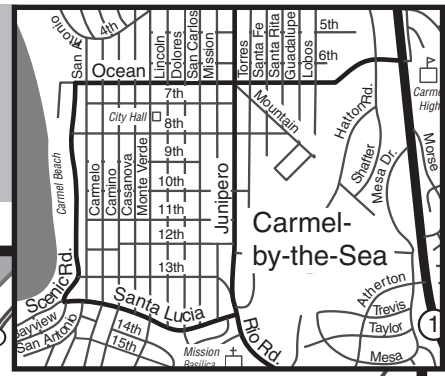 San Antonio
4th
Lincoln
Dolores
San Carlos
Mission
Torres
Santa Fe
Santa Rita
Guadalupe
Lobos
5th
6th
Ocean
7th
City Hall
8th
Mountain
Hatton Rd.
Carmel
High
Carmel Beach
Carmelo
Camino
Casanova
Monte Verde
9th
10th
11th
12th
13th
Junipero
Shafter
Mesa Dr.
Morse
Carmel-
by-the-Sea
Scenic Rd.
Santa Lucia
Rio Rd.
Atherton
Trevis
Taylor
Mesa
1
Bayview
San Antonio
14th
15th
Mission
Basilica